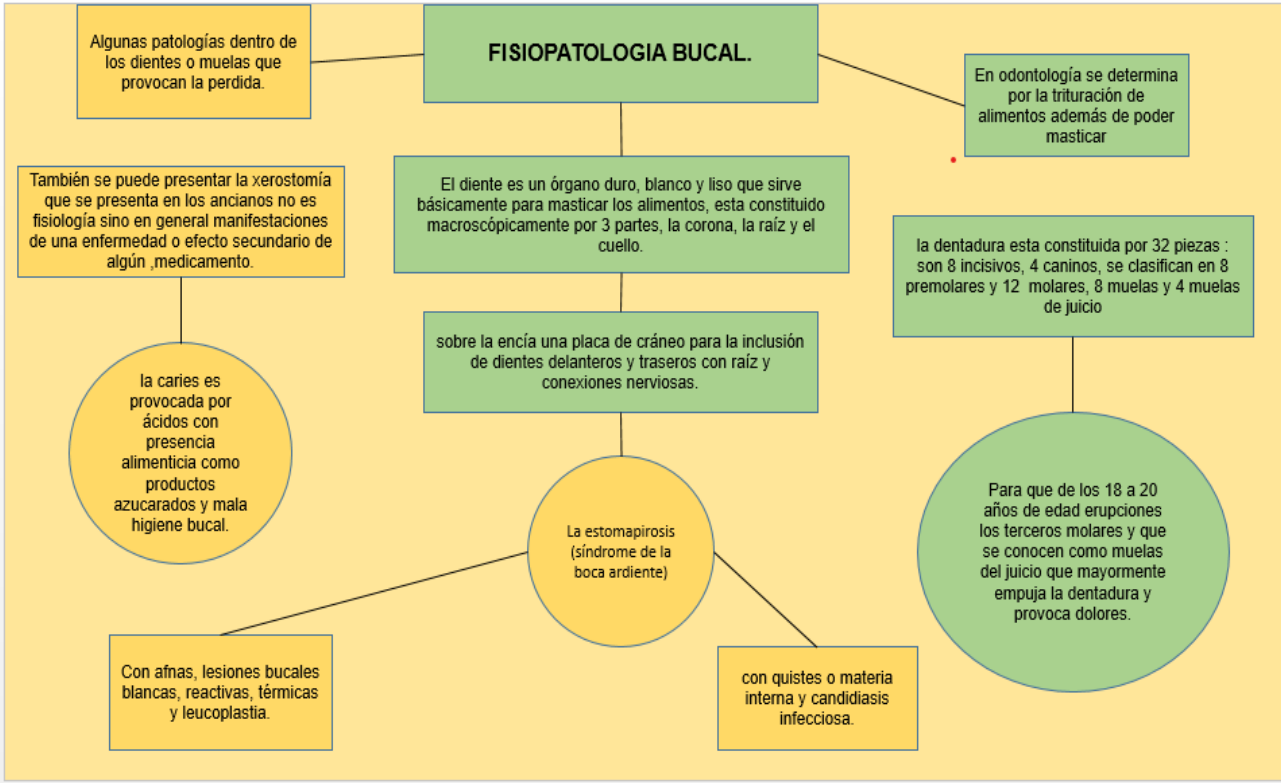 FISIOPATOLOGIA BUCAL.
Algunas patologías dentro de
los dientes o muelas que
provocan la perdida.
En odontología se determina
por la trituración de
alimentos además de poder
masticar
También se puede presentar la xerostomía
que se presenta en los ancianos no es
fisiología sino en general manifestaciones
de una enfermedad o efecto secundario de
algún ,medicamento.
El diente es un órgano duro, blanco y liso que sirve
básicamente para masticar los alimentos, esta constituido
macroscópicamente por 3 partes, la corona, la raíz y el
cuello.
la dentadura esta constituida por 32 piezas :
son 8 incisivos, 4 caninos, se clasifican en 8
premolares y 12 molares, 8 muelas y 4 muelas
de juicio
sobre la encía una placa de cráneo para la inclusión
de dientes delanteros y traseros con raíz y
conexiones nerviosas.
la caries es
provocada por
ácidos con
presencia
alimenticia como
productos
azucarados y mala
higiene bucal.
La estomapirosis
(síndrome de la
boca ardiente)
Para que de los 18 a 20
años de edad erupciones
los terceros molares y que
se conocen como muelas
del juicio que mayormente
empuja la dentadura y
provoca dolores.
Con afnas, lesiones bucales
blancas, reactivas, térmicas
y leucoplastia.
con quistes o materia
interna y candidiasis
infecciosa.